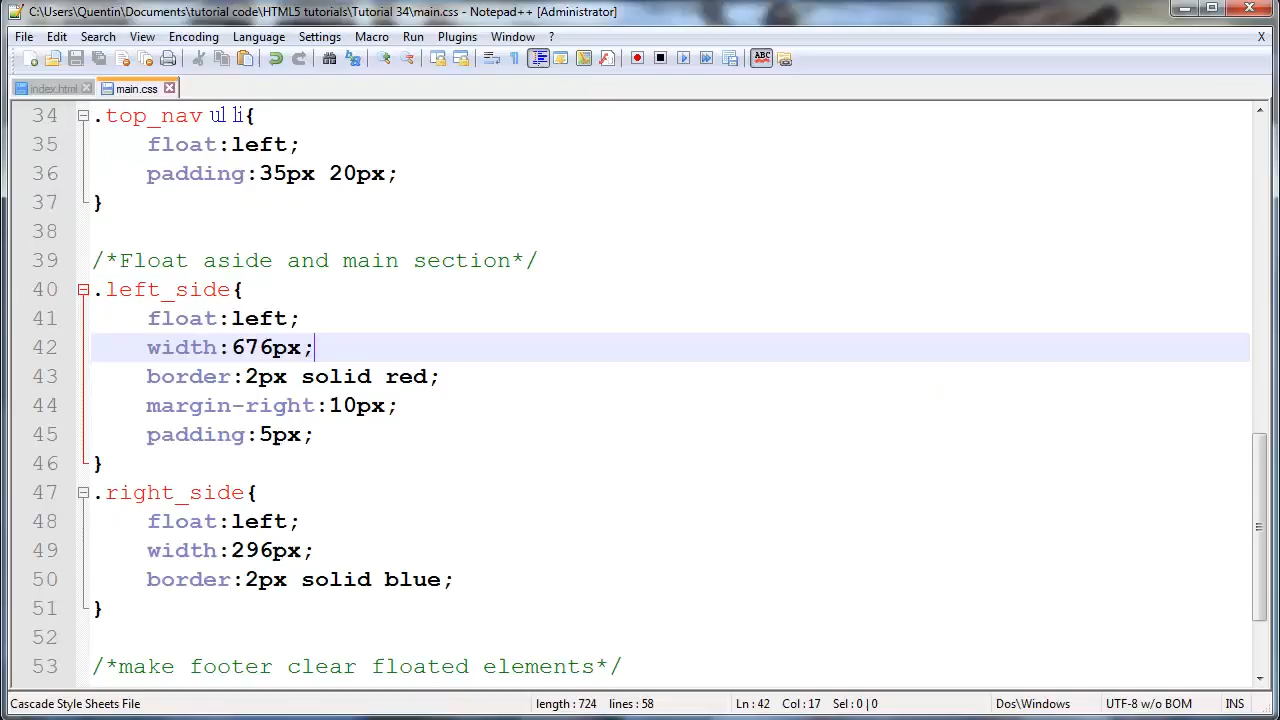 C:\Users\Quentin\Documents\tutorial code\HTML5 tutorials\Tutorial 34\main.css - Notepad++ [Administrator]
File Edit Search View Encoding Language Settings Macro Run Plugins Window ? X
index.html main.css
34 .top_nav ul li{
35 float:left;
36 padding:35px 20px;
37 }
38
39 /*Float aside and main section*/
40 .left_side{
41 float:left;
42 width:676px;
43 border:2px solid red;
44 margin-right:10px;
45 padding:5px;
46 }
47 .right_side{
48 float:left;
49 width:296px;
50 border:2px solid blue;
51 }
52
53 /*make footer clear floated elements*/
Cascade Style Sheets File length : 724 lines : 58 Ln : 42 Col : 17 Sel : 0 | 0 Dos\Windows UTF-8 w/o BOM INS